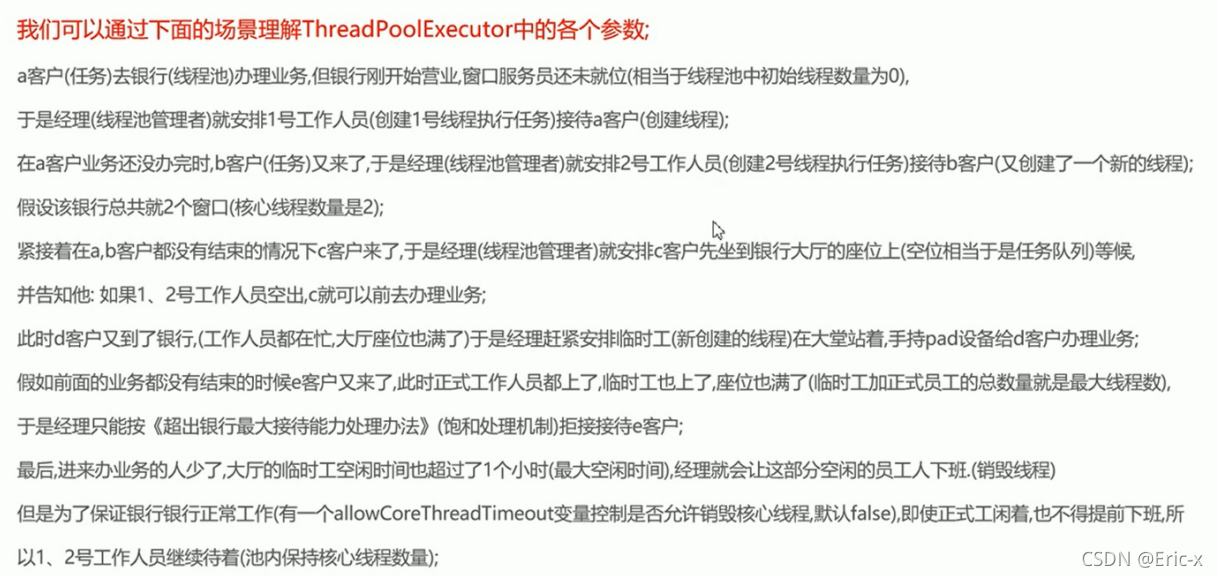 我们可以通过下面的场景理解ThreadPoolExecutor中的各个参数;
a客户(任务)去银行(线程池)办理业务,但银行刚开始营业,窗口服务员还未就位(相当于线程池中初始线程数量为0),
于是经理(线程池管理者)就安排1号工作人员(创建1号线程执行任务)接待a客户(创建线程);
在a客户业务还没办完时,b客户(任务)又来了,于是经理(线程池管理者)就安排2号工作人员(创建2号线程执行任务)接待b客户(又创建了一个新的线程);
假设该银行总共就2个窗口(核心线程数量是2);
紧接着在a,b客户都没有结束的情况下c客户来了,于是经理(线程池管理者)就安排c客户先坐到银行大厅的座位上(空位相当于是任务队列)等候,
并告知他: 如果1、2号工作人员空出,c就可以前去办理业务;
此时d客户又到了银行,(工作人员都在忙,大厅座位也满了)于是经理赶紧安排临时工(新创建的线程)在大堂站着,手持pad设备给d客户办理业务;
假如前面的业务都没有结束的时候e客户又来了,此时正式工作人员都上了,临时工也上了,座位也满了(临时工加正式员工的总数量就是最大线程数),
于是经理只能按《超出银行最大接待能力处理办法》(饱和处理机制)拒接接待e客户;
最后,进来办业务的人少了,大厅的临时工空闲时间也超过了1个小时(最大空闲时间),经理就会让这部分空闲的员工人下班.(销毁线程)
但是为了保证银行银行正常工作(有一个allowCoreThreadTimeout变量控制是否允许销毁核心线程,默认false),即使正式工闲着,也不得提前下班,所
以1、2号工作人员继续待着(池内保持核心线程数量);
CSDN @Eric-x